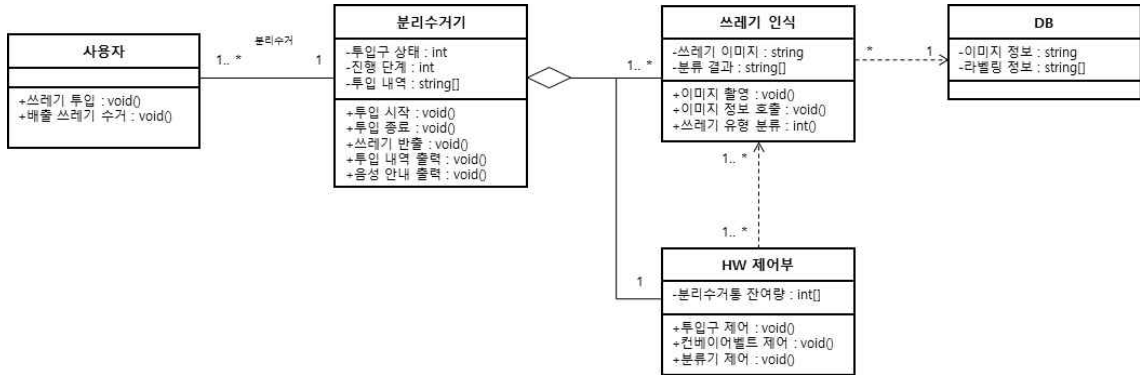 사용자
+쓰레기 투입 : void()
+배출 쓰레기 수거 : void()
분리수거
1.. *
1
분리수거기
-투입구 상태 : int
-진행 단계 : int
-투입 내역 : string[]
+투입 시작 : void()
+투입 종료 : void()
+쓰레기 반출 : void()
+투입 내역 출력 : void()
+음성 안내 출력 : void()
1.. *
쓰레기 인식
-쓰레기 이미지 : string
-분류 결과 : string[]
+이미지 촬영 : void()
+이미지 정보 호출 : void()
+쓰레기 유형 분류 : int()
*
1
DB
-이미지 정보 : string
-라벨링 정보 : string[]
1.. *
1.. *
1
HW 제어부
-분리수거통 잔여량 : int[]
+투입구 제어 : void()
+컨베이어벨트 제어 : void()
+분류기 제어 : void()